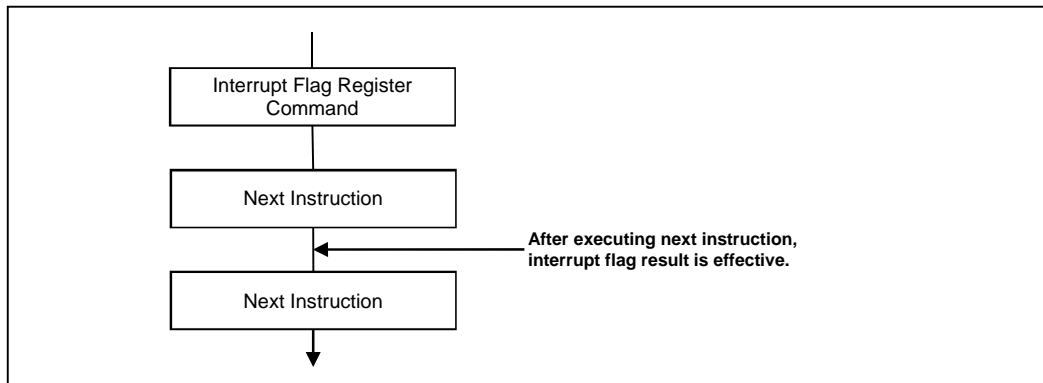 Interrupt Flag Register
Command
Next Instruction
After executing next instruction,
interrupt flag result is effective.
Next Instruction